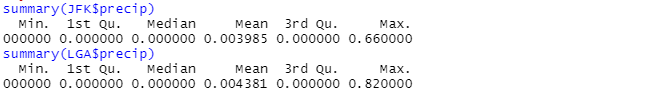 summary(JFK$precip)
Min. 1st Qu. Median Mean 3rd Qu. Max.
000000 0.000000 0.000000 0.003985 0.000000 0.660000
summary(LGA$precip)
Min. 1st Qu. Median Mean 3rd Qu. Max.
000000 0.000000 0.000000 0.004381 0.000000 0.820000